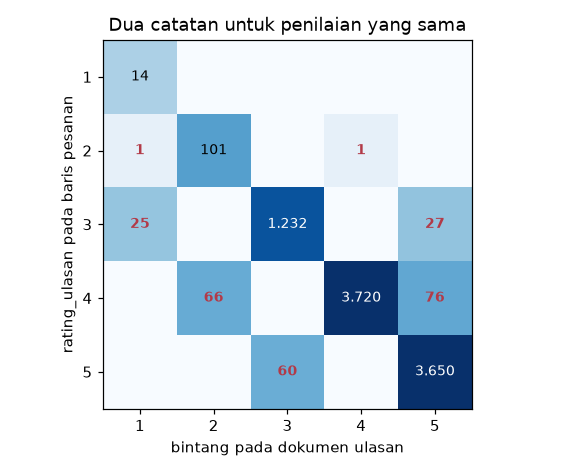 Dua catatan untuk penilaian yang sama
rating_ulasan pada baris pesanan
1 14
2 1 101 1
3 25 1.232 27
4 66 3.720 76
5 60 3.650
1 2 3 4 5
bintang pada dokumen ulasan